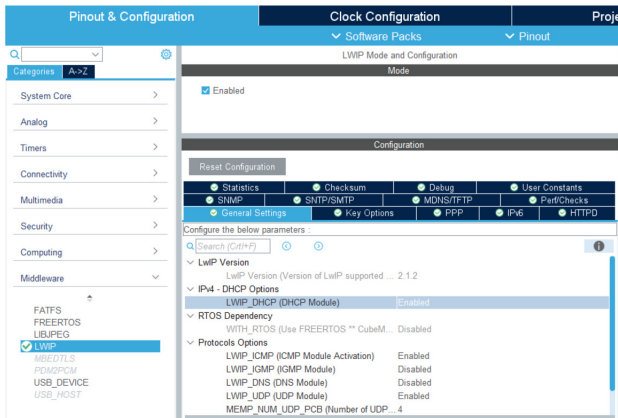 Pinout & Configuration Clock Configuration Proje
Software Packs Pinout
LWIP Mode and Configuration
Categories A->Z Mode
System Core Enabled
Analog
Timers Configuration
Connectivity Reset Configuration
Multimedia
Security
Computing
Middleware
FATFS
FREERTOS
LIBJPEG
LWIP
MBEDTLS
PDM2PCM
USB_DEVICE
USB_HOST
Statistics Checksum Debug User Constants
SNMP SNTP/SMTP MDNS/TFTP Perf/Checks
General Settings Key Options PPP IPv6 HTTPD
Configure the below parameters :
Search (Crtl+F)
LwIP Version
LwIP Version (Version of LwIP supported ... 2.1.2
IPv4 - DHCP Options
LWIP_DHCP (DHCP Module) Enabled
RTOS Dependency
WITH_RTOS (Use FREERTOS ** CubeM... Disabled
Protocols Options
LWIP_ICMP (ICMP Module Activation) Enabled
LWIP_IGMP (IGMP Module) Disabled
LWIP_DNS (DNS Module) Disabled
LWIP_UDP (UDP Module) Enabled
MEMP_NUM_UDP_PCB (Number of UDP... 4